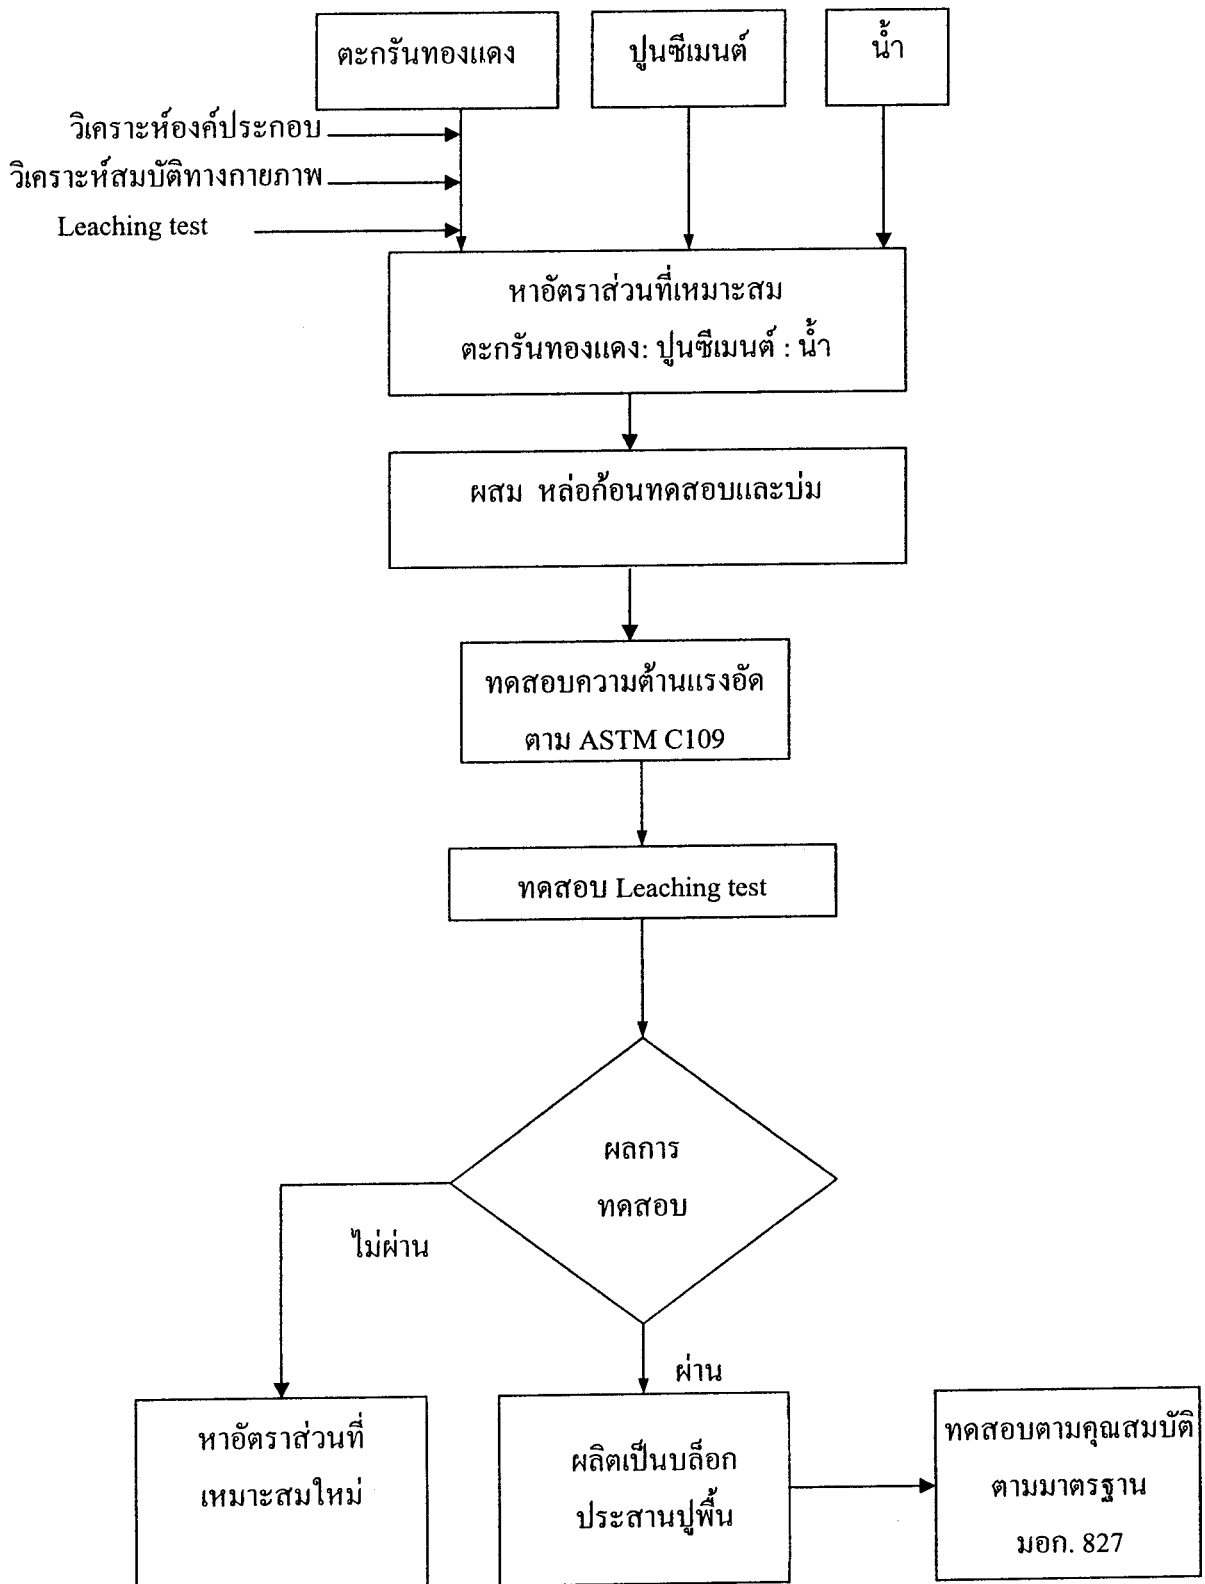 ตะกรันทองแดง
ปูนซีเมนต์
น้ำ
วิเคราะห์องค์ประกอบ
วิเคราะห์สมบัติทางกายภาพ
Leaching test
หาอัตราส่วนที่เหมาะสม
ตะกรันทองแดง: ปูนซีเมนต์ : น้ำ
ผสม หล่อก้อนทดสอบและบ่ม
ทดสอบความต้านแรงอัด
ตาม ASTM C109
ทดสอบ Leaching test
ผลการ
ทดสอบ
ไม่ผ่าน
ผ่าน
หาอัตราส่วนที่
เหมาะสมใหม่
ผลิตเป็นบล็อก
ประสานปูพื้น
ทดสอบตามคุณสมบัติ
ตามมาตรฐาน
มอก. 827